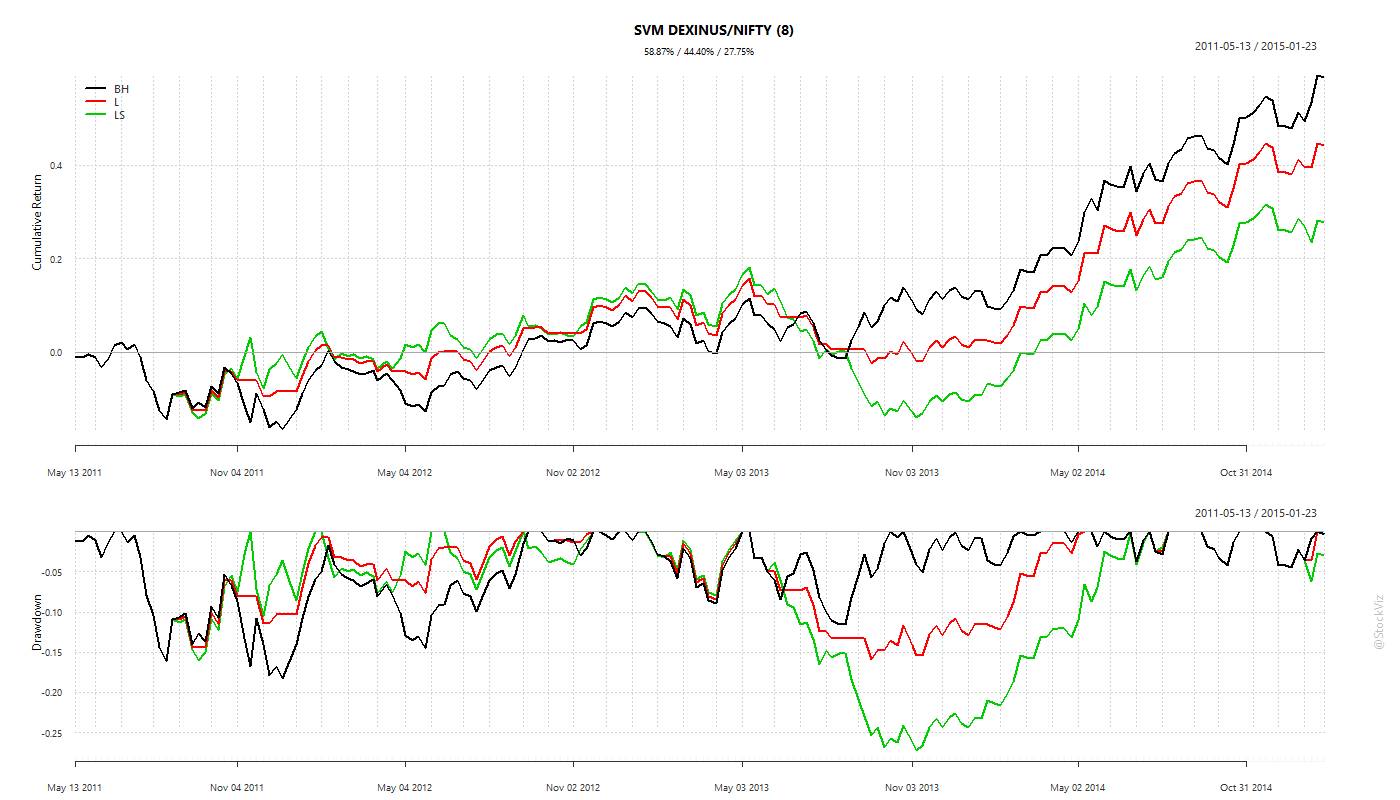 SVM DEXINUS/NIFTY (8)
58.87% / 44.40% / 27.75%
2011-05-13 / 2015-01-23
BH
L
LS
Cumulative Return
0.4
0.2
0.0
May 13 2011
Nov 04 2011
May 04 2012
Nov 02 2012
May 03 2013
Nov 03 2013
May 02 2014
Oct 31 2014
2011-05-13 / 2015-01-23
Drawdown
-0.05
-0.10
-0.15
-0.20
-0.25
May 13 2011
Nov 04 2011
May 04 2012
Nov 02 2012
May 03 2013
Nov 03 2013
May 02 2014
Oct 31 2014
@StockViz